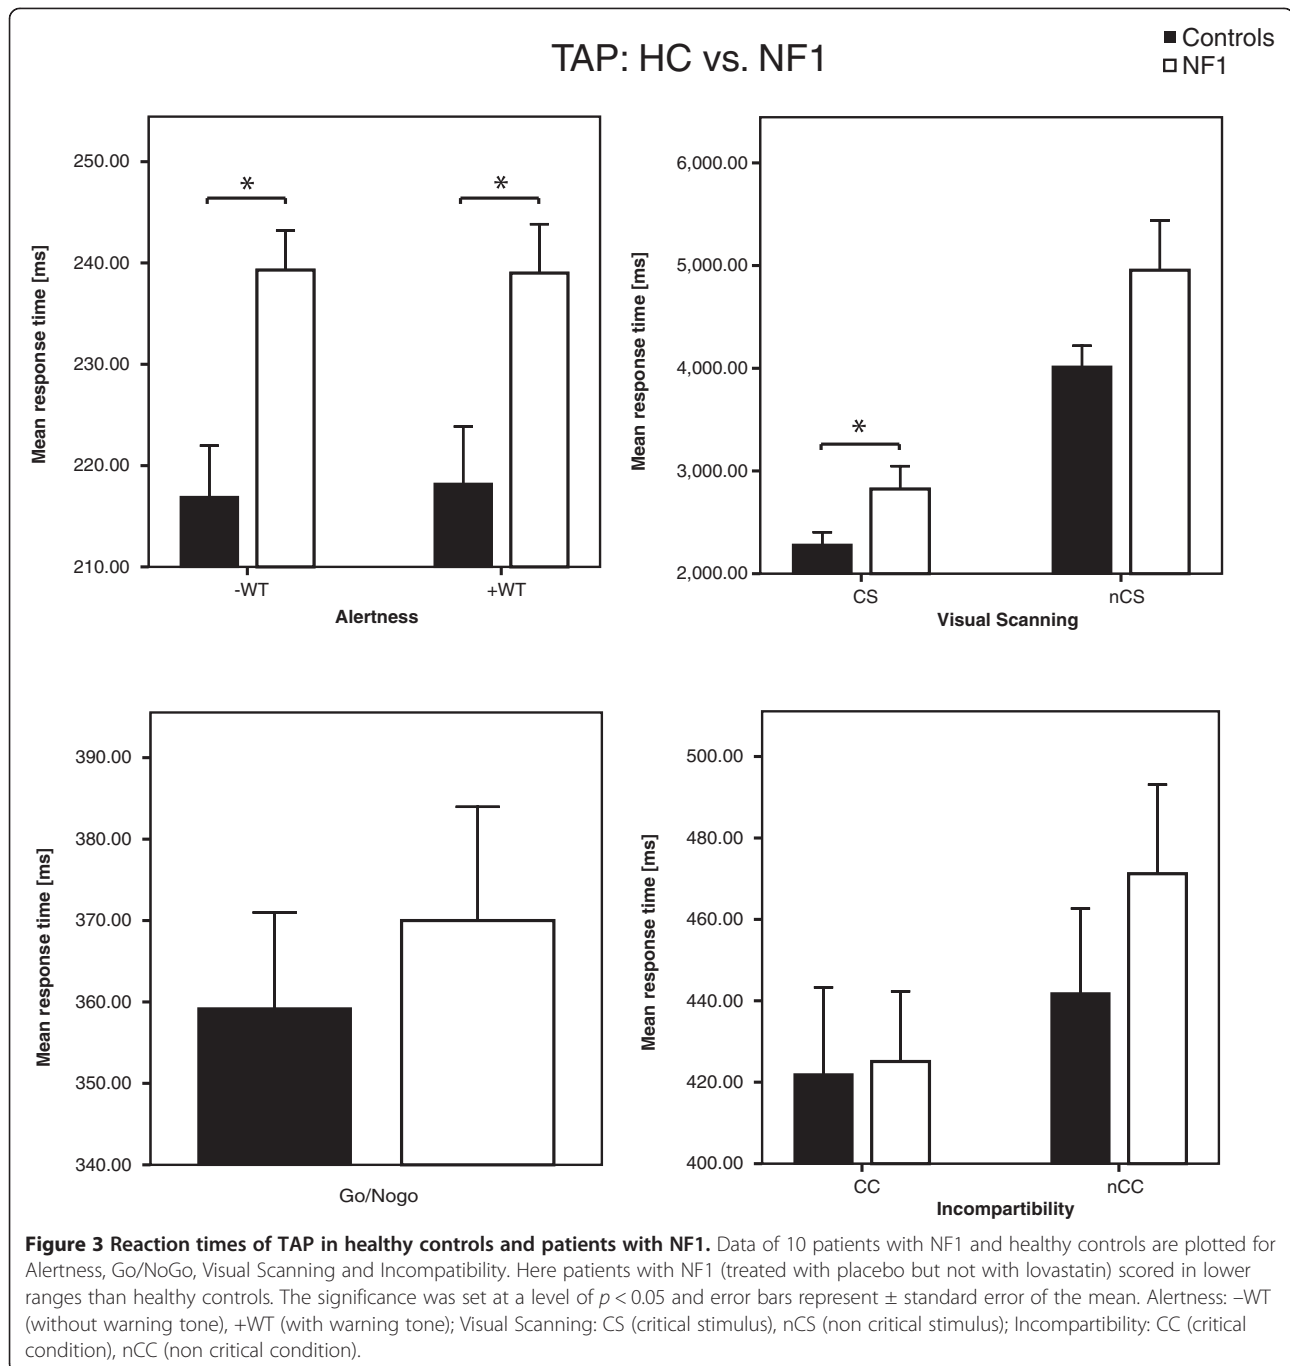 TAP: HC vs. NF1
Controls
NF1
Mean response time [ms]
250.00
240.00
230.00
220.00
210.00
*
*
-WT
+WT
Alertness
Mean response time [ms]
6,000.00
5,000.00
4,000.00
3,000.00
2,000.00
*
CS
nCS
Visual Scanning
Mean response time [ms]
390.00
380.00
370.00
360.00
350.00
340.00
Go/Nogo
Mean response time [ms]
500.00
480.00
460.00
440.00
420.00
400.00
CC
nCC
Incompartibility
Figure 3 Reaction times of TAP in healthy controls and patients with NF1. Data of 10 patients with NF1 and healthy controls are plotted for
Alertness, Go/NoGo, Visual Scanning and Incompatibility. Here patients with NF1 (treated with placebo but not with lovastatin) scored in lower
ranges than healthy controls. The significance was set at a level of p < 0.05 and error bars represent ± standard error of the mean. Alertness: –WT
(without warning tone), +WT (with warning tone); Visual Scanning: CS (critical stimulus), nCS (non critical stimulus); Incompartibility: CC (critical
condition), nCC (non critical condition).